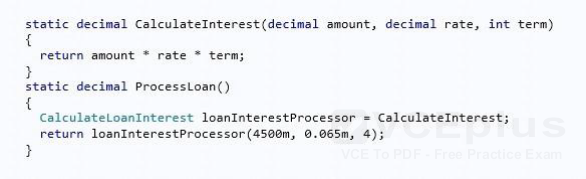 static decimal CalculateInterest(decimal amount, decimal rate, int term)
{
return amount * rate * term;
}
static decimal ProcessLoan()
{
CalculateLoanInterest loanInterestProcessor = CalculateInterest;
return loanInterestProcessor(4500m, 0.065m, 4);
}
VCEplus
VCE To PDF - Free Practice Exam